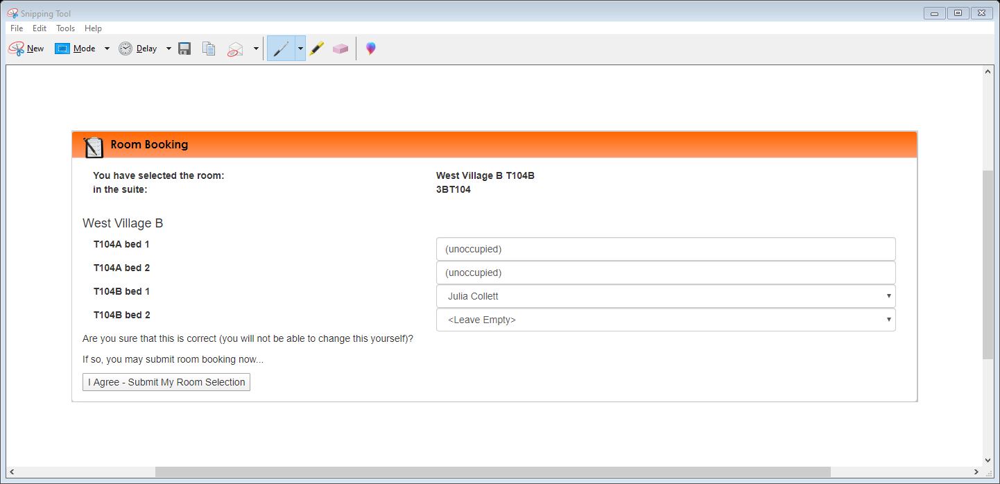 Snipping Tool
File Edit Tools Help
New Mode Delay
Room Booking
You have selected the room: West Village B T104B
in the suite: 3BT104
West Village B
T104A bed 1 (unoccupied)
T104A bed 2 (unoccupied)
T104B bed 1 Julia Collett
T104B bed 2 <Leave Empty>
Are you sure that this is correct (you will not be able to change this yourself)?
If so, you may submit room booking now...
I Agree - Submit My Room Selection